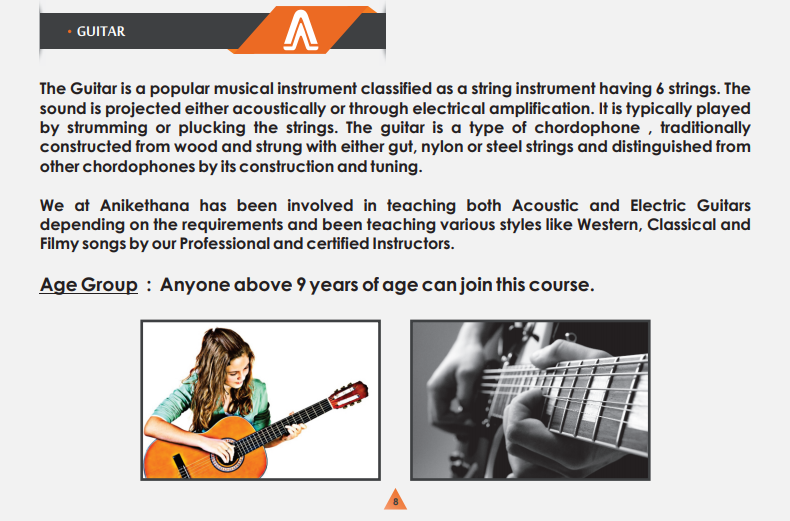 • GUITAR
The Guitar is a popular musical instrument classified as a string instrument having 6 strings. The
sound is projected either acoustically or through electrical amplification. It is typically played
by strumming or plucking the strings. The guitar is a type of chordophone , traditionally
constructed from wood and strung with either gut, nylon or steel strings and distinguished from
other chordophones by its construction and tuning.
We at Anikethana has been involved in teaching both Acoustic and Electric Guitars
depending on the requirements and been teaching various styles like Western, Classical and
Filmy songs by our Professional and certified Instructors.
Age Group : Anyone above 9 years of age can join this course.
8